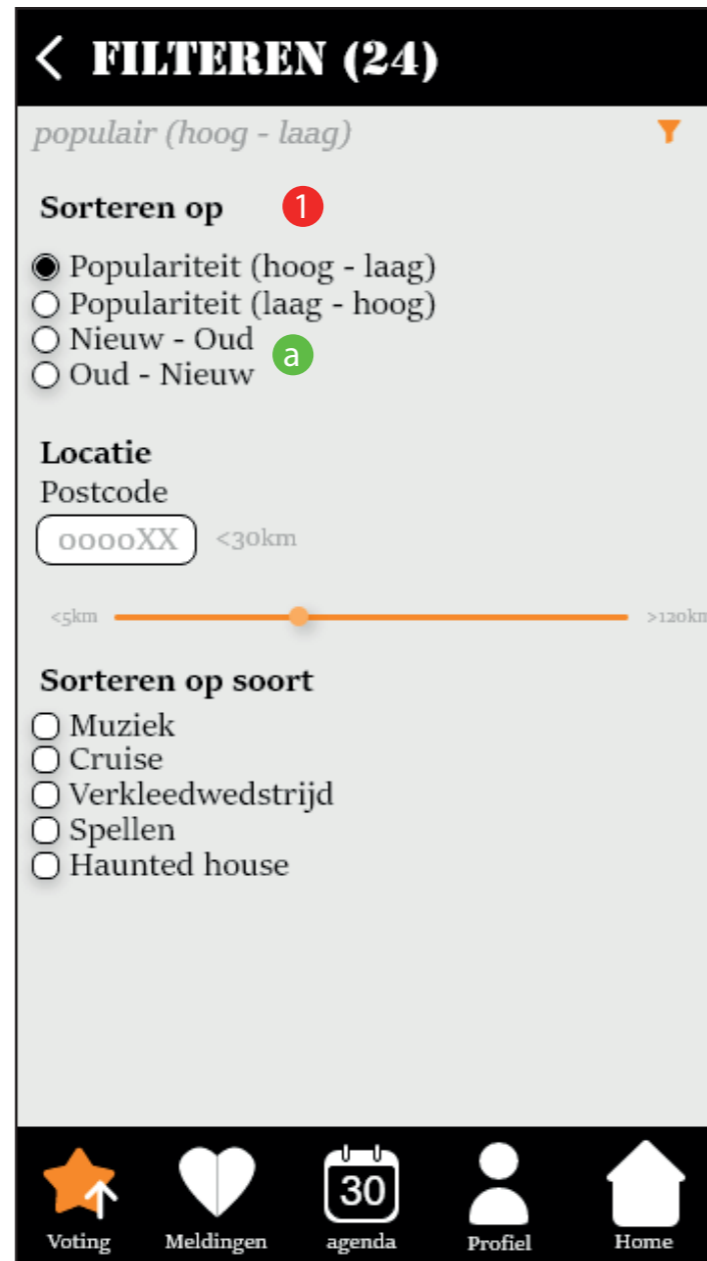 FILTEREN (24)
populair (hoog - laag)
Sorteren op 1
Populariteit (hoog - laag)
Populariteit (laag - hoog)
Nieuw - Oud
a
Oud - Nieuw
Locatie
Postcode
0000XX <30km
<5km >120km
Sorteren op soort
Muziek
Cruise
Verkleedwedstrijd
Spellen
Haunted house
30
Voting Meldingen agenda Profiel Home